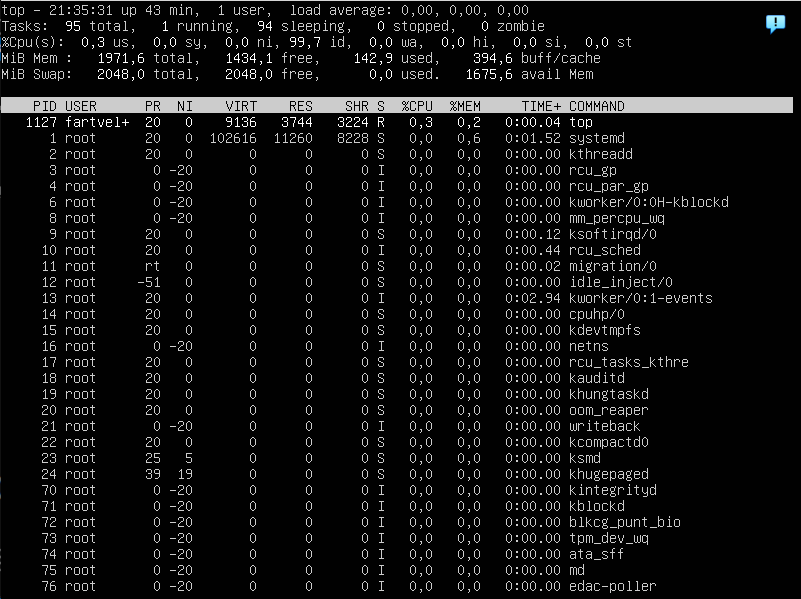 top - 21:35:31 up 43 min,  1 user,  load average: 0,00, 0,00, 0,00
Tasks:  95 total,   1 running,  94 sleeping,   0 stopped,   0 zombie
%Cpu(s):  0,3 us,  0,0 sy,  0,0 ni, 99,7 id,  0,0 wa,  0,0 hi,  0,0 si,  0,0 st
MiB Mem :   1971,6 total,   1434,1 free,    142,9 used,    394,6 buff/cache
MiB Swap:   2048,0 total,   2048,0 free,      0,0 used.   1675,6 avail Mem
PID USER      PR  NI    VIRT    RES    SHR S  %CPU  %MEM     TIME+ COMMAND
1127 fartvel+  20   0    9136   3744   3224 R   0,3   0,2   0:00.04 top
1 root      20   0  102616  11260   8228 S   0,0   0,6   0:01.52 systemd
2 root      20   0       0      0      0 S   0,0   0,0   0:00.00 kthreadd
3 root       0 -20       0      0      0 I   0,0   0,0   0:00.00 rcu_gp
4 root       0 -20       0      0      0 I   0,0   0,0   0:00.00 rcu_par_gp
6 root       0 -20       0      0      0 I   0,0   0,0   0:00.00 kworker/0:0H-kblockd
8 root       0 -20       0      0      0 I   0,0   0,0   0:00.00 mm_percpu_wq
9 root      20   0       0      0      0 S   0,0   0,0   0:00.12 ksoftirqd/0
10 root      20   0       0      0      0 I   0,0   0,0   0:00.44 rcu_sched
11 root      rt   0       0      0      0 S   0,0   0,0   0:00.02 migration/0
12 root     -51   0       0      0      0 S   0,0   0,0   0:00.00 idle_inject/0
13 root      20   0       0      0      0 I   0,0   0,0   0:02.94 kworker/0:1-events
14 root      20   0       0      0      0 S   0,0   0,0   0:00.00 cpuhp/0
15 root      20   0       0      0      0 S   0,0   0,0   0:00.00 kdevtmpfs
16 root       0 -20       0      0      0 I   0,0   0,0   0:00.00 netns
17 root      20   0       0      0      0 S   0,0   0,0   0:00.00 rcu_tasks_kthre
18 root      20   0       0      0      0 S   0,0   0,0   0:00.00 kauditd
19 root      20   0       0      0      0 S   0,0   0,0   0:00.00 khungtaskd
20 root      20   0       0      0      0 S   0,0   0,0   0:00.00 oom_reaper
21 root       0 -20       0      0      0 I   0,0   0,0   0:00.00 writeback
22 root      20   0       0      0      0 S   0,0   0,0   0:00.00 kcompactd0
23 root      25   5       0      0      0 S   0,0   0,0   0:00.00 ksmd
24 root      39  19       0      0      0 S   0,0   0,0   0:00.00 khugepaged
70 root       0 -20       0      0      0 I   0,0   0,0   0:00.00 kintegrityd
71 root       0 -20       0      0      0 I   0,0   0,0   0:00.00 kblockd
72 root       0 -20       0      0      0 I   0,0   0,0   0:00.00 blkcg_punt_bio
73 root       0 -20       0      0      0 I   0,0   0,0   0:00.00 tpm_dev_wq
74 root       0 -20       0      0      0 I   0,0   0,0   0:00.00 ata_sff
75 root       0 -20       0      0      0 I   0,0   0,0   0:00.00 md
76 root       0 -20       0      0      0 I   0,0   0,0   0:00.00 edac-poller